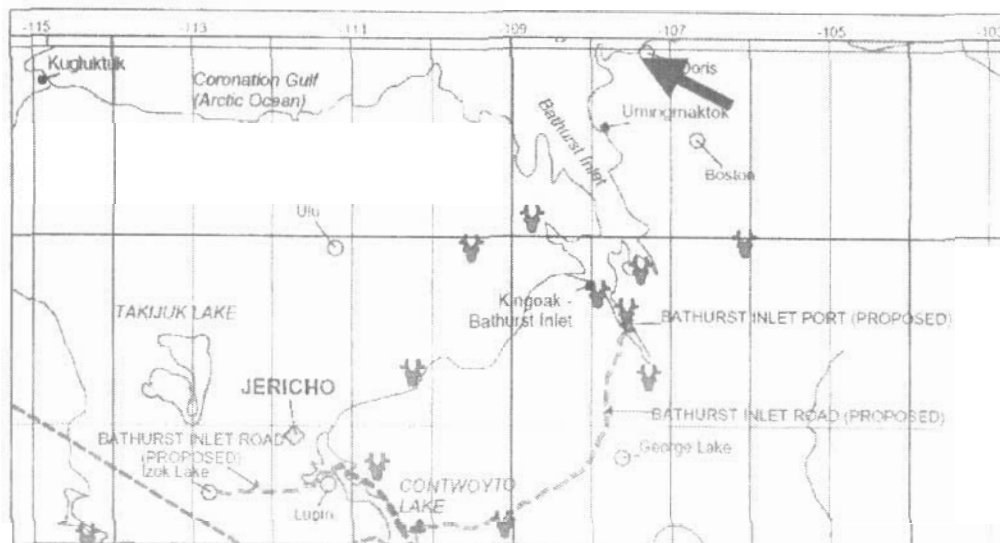 -115
-113
-111
-109
-107
-105
-103
Kugluktuk
Coronation Gulf
(Arctic Ocean)
Doris
Umingmaktok
Bathurst Inlet
Boston
Ulu
Kingoak -
Bathurst Inlet
TAKIJUK LAKE
BATHURST INLET PORT (PROPOSED)
JERICHO
BATHURST INLET ROAD (PROPOSED)
BATHURST INLET ROAD
(PROPOSED)
Izok Lake
George Lake
CONTWOYTO
LAKE
Lupin